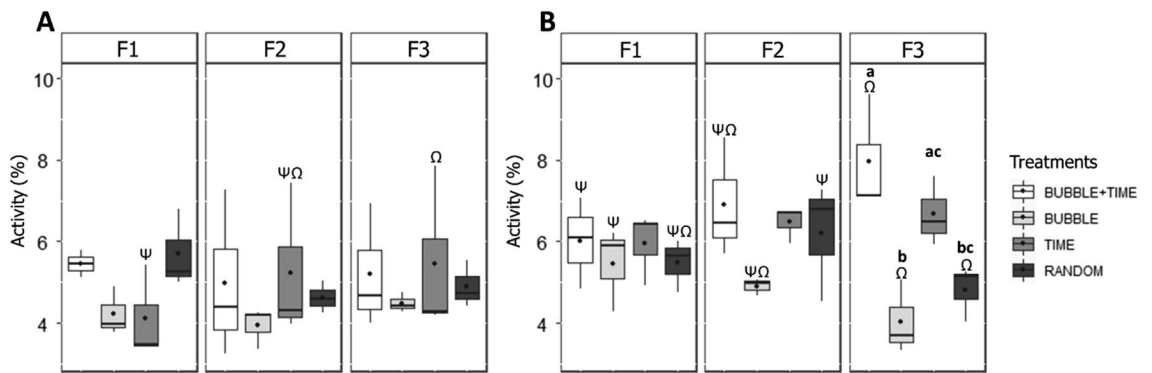 A
F1 F2 F3
Activity (%)
10
8
6
4
Ψ
ΨΩ
Ω
B
F1 F2 F3
Activity (%)
10
8
6
4
Ψ
Ψ
ΨΩ
ΨΩ
ΨΩ
Ψ
a
Ω
b
Ω
ac
bc
Ω
Treatments
BUBBLE+TIME
BUBBLE
TIME
RANDOM